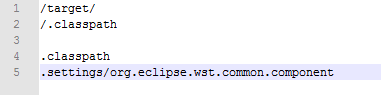 1 /target/
2 /.classpath
3
4 .classpath
5 .settings/org.eclipse.wst.common.component